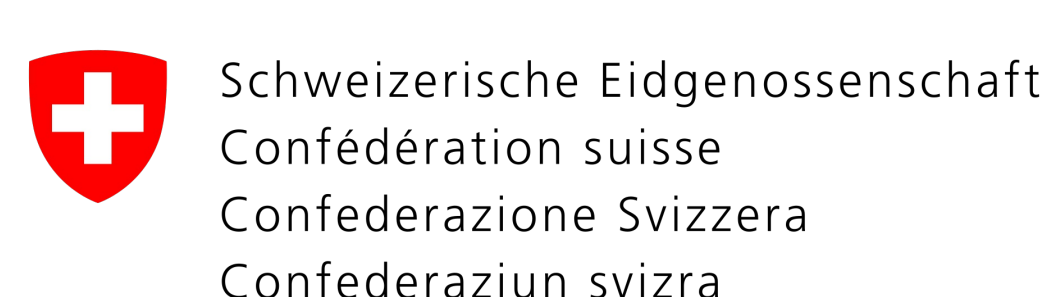 Schweizerische Eidgenossenschaft
Confédération suisse
Confederazione Svizzera
Confederaziun svizra